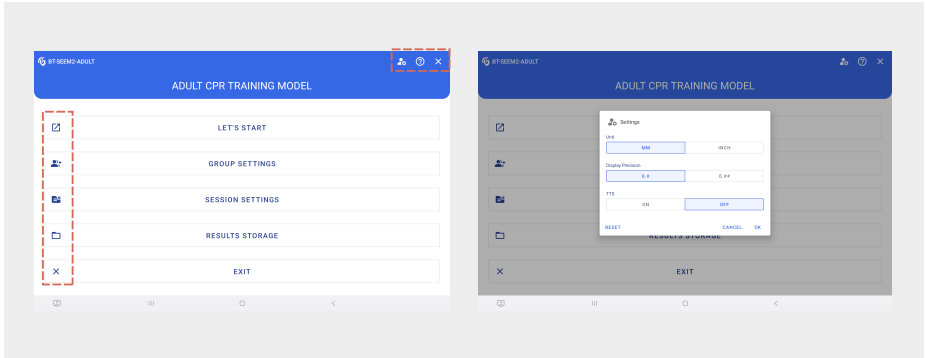 BT-SEEM2-ADULT
ADULT CPR TRAINING MODEL
LET'S START
GROUP SETTINGS
SESSION SETTINGS
RESULTS STORAGE
EXIT
BT-SEEM2-ADULT
ADULT CPR TRAINING MODEL
Settings
Unit
MM INCH
Display Precision
0.# 0.##
TTS
ON OFF
RESET CANCEL OK
RESULTS STORAGE
EXIT